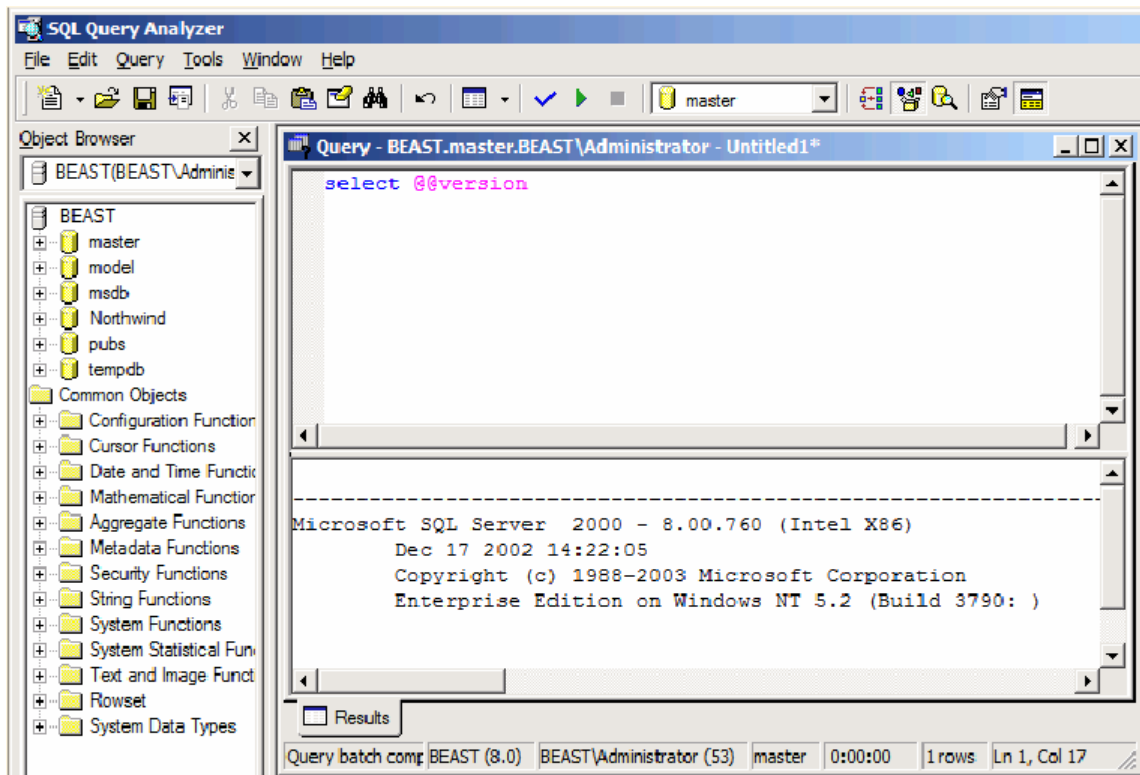 SQL Query Analyzer
File Edit Query Tools Window Help
master
Object Browser
BEAST(BEAST\Adminis
BEAST
master
model
msdb
Northwind
pubs
tempdb
Common Objects
Configuration Function
Cursor Functions
Date and Time Functic
Mathematical Function
Aggregate Functions
Metadata Functions
Security Functions
String Functions
System Functions
System Statistical Fun
Text and Image Functi
Rowset
System Data Types
Query - BEAST.master.BEAST\Administrator - Untitled1*
select @@version
--------------------------------------------------------------------
Microsoft SQL Server  2000 - 8.00.760 (Intel X86)
Dec 17 2002 14:22:05
Copyright (c) 1988-2003 Microsoft Corporation
Enterprise Edition on Windows NT 5.2 (Build 3790: )
Results
Query batch comp BEAST (8.0) BEAST\Administrator (53) master 0:00:00 1 rows Ln 1, Col 17